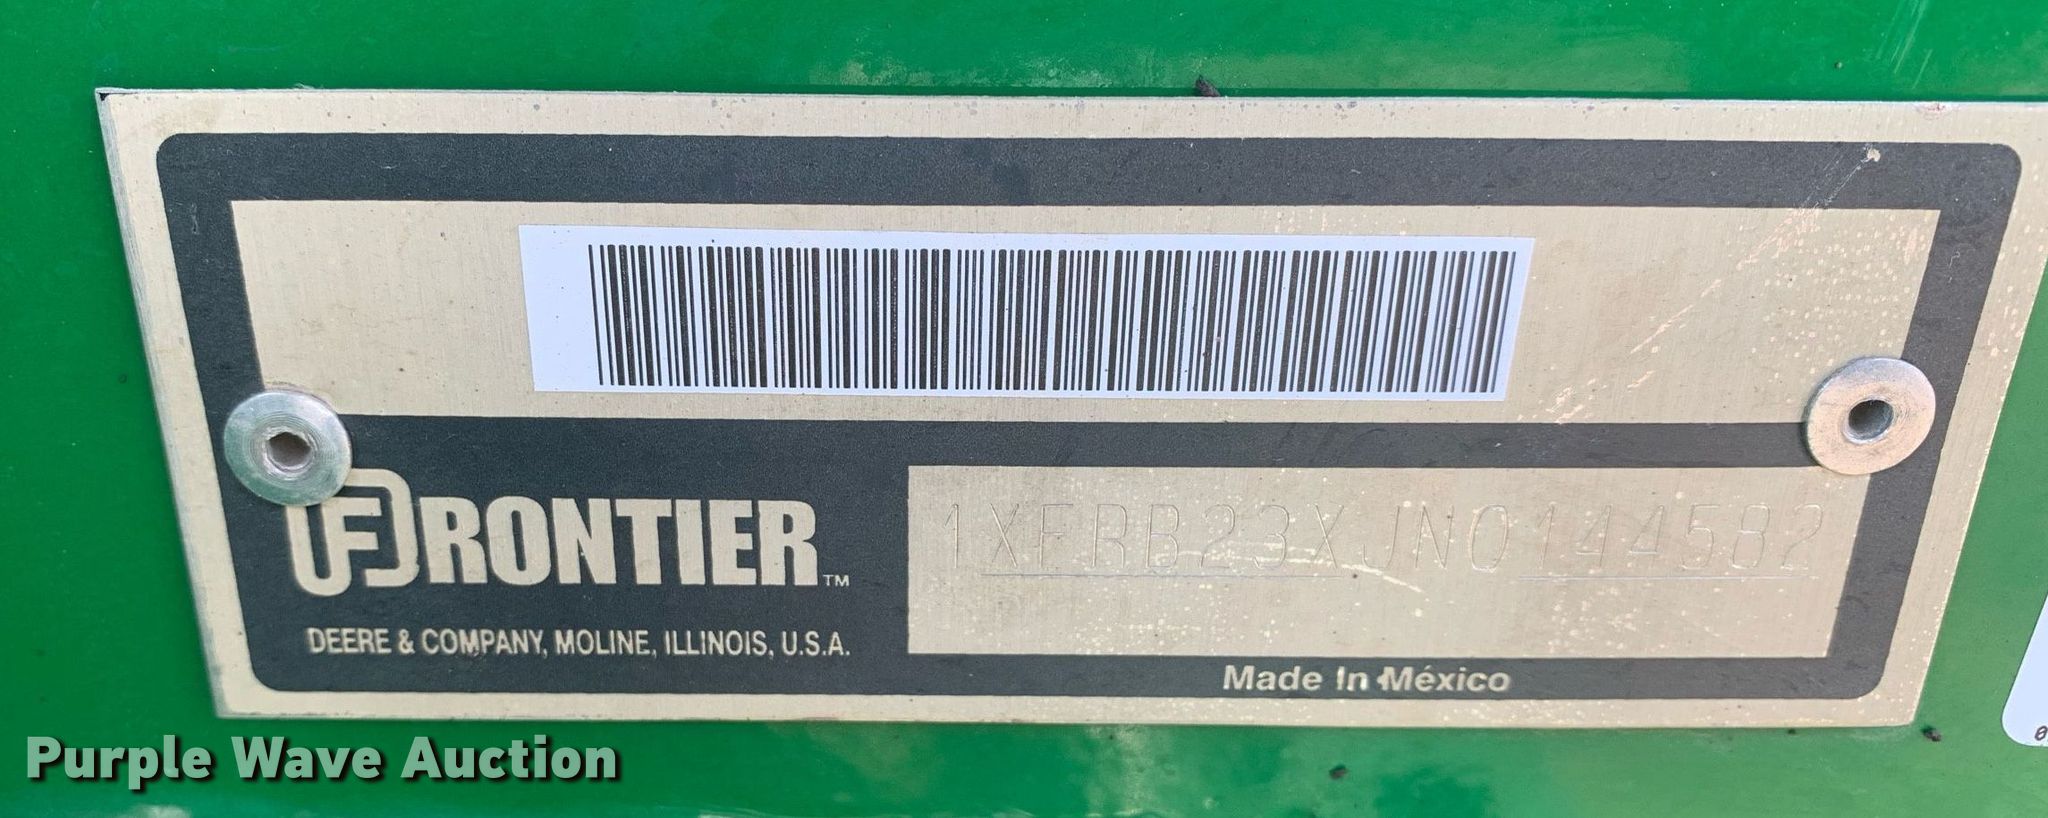 FRONTIER™
DEERE & COMPANY, MOLINE, ILLINOIS, U.S.A.
1XFRB23XJN0144582
Made In México
Purple Wave Auction